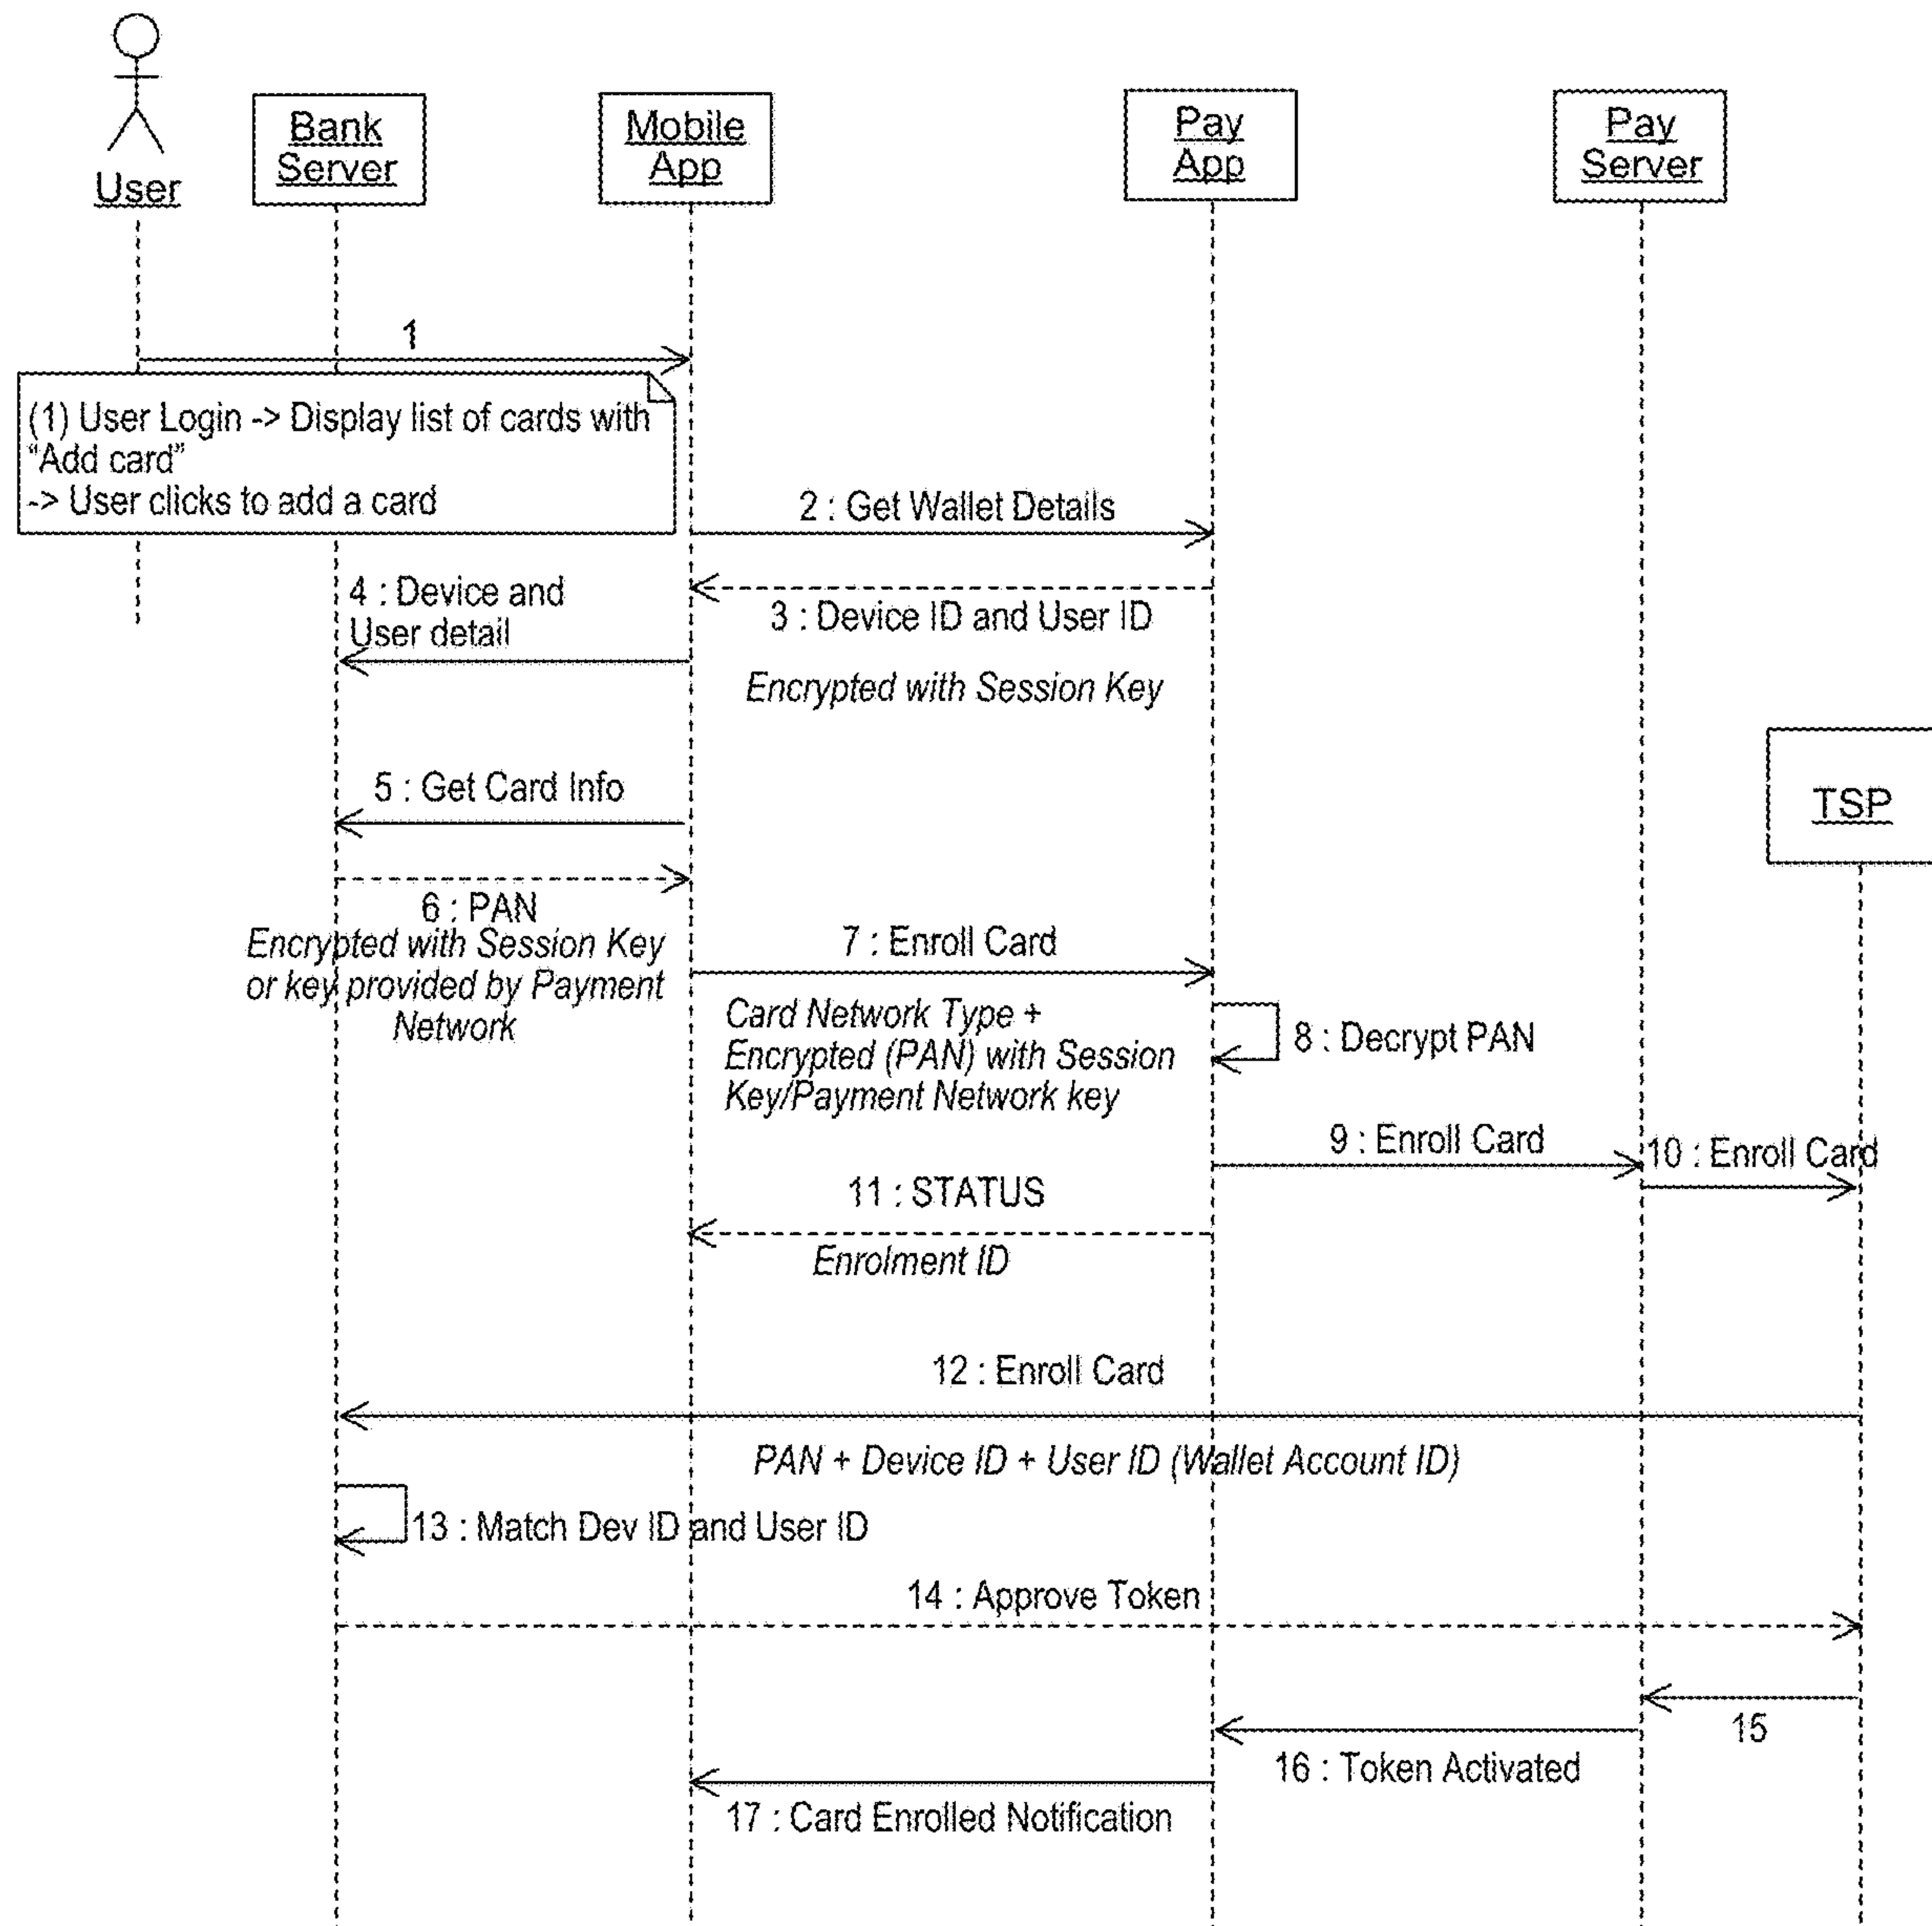 User
Bank
Server
Mobile
App
Pay
App
Pay
Server
1
(1) User Login -> Display list of cards with
“Add card”
-> User clicks to add a card
2 : Get Wallet Details
3 : Device ID and User ID
4 : Device and
User detail
Encrypted with Session Key
TSP
5 : Get Card Info
6 : PAN
Encrypted with Session Key
or key provided by Payment
Network
7 : Enroll Card
Card Network Type +
Encrypted (PAN) with Session
Key/Payment Network key
8 : Decrypt PAN
9 : Enroll Card
10 : Enroll Card
11 : STATUS
Enrolment ID
12 : Enroll Card
PAN + Device ID + User ID (Wallet Account ID)
13 : Match Dev ID and User ID
14 : Approve Token
15
16 : Token Activated
17 : Card Enrolled Notification